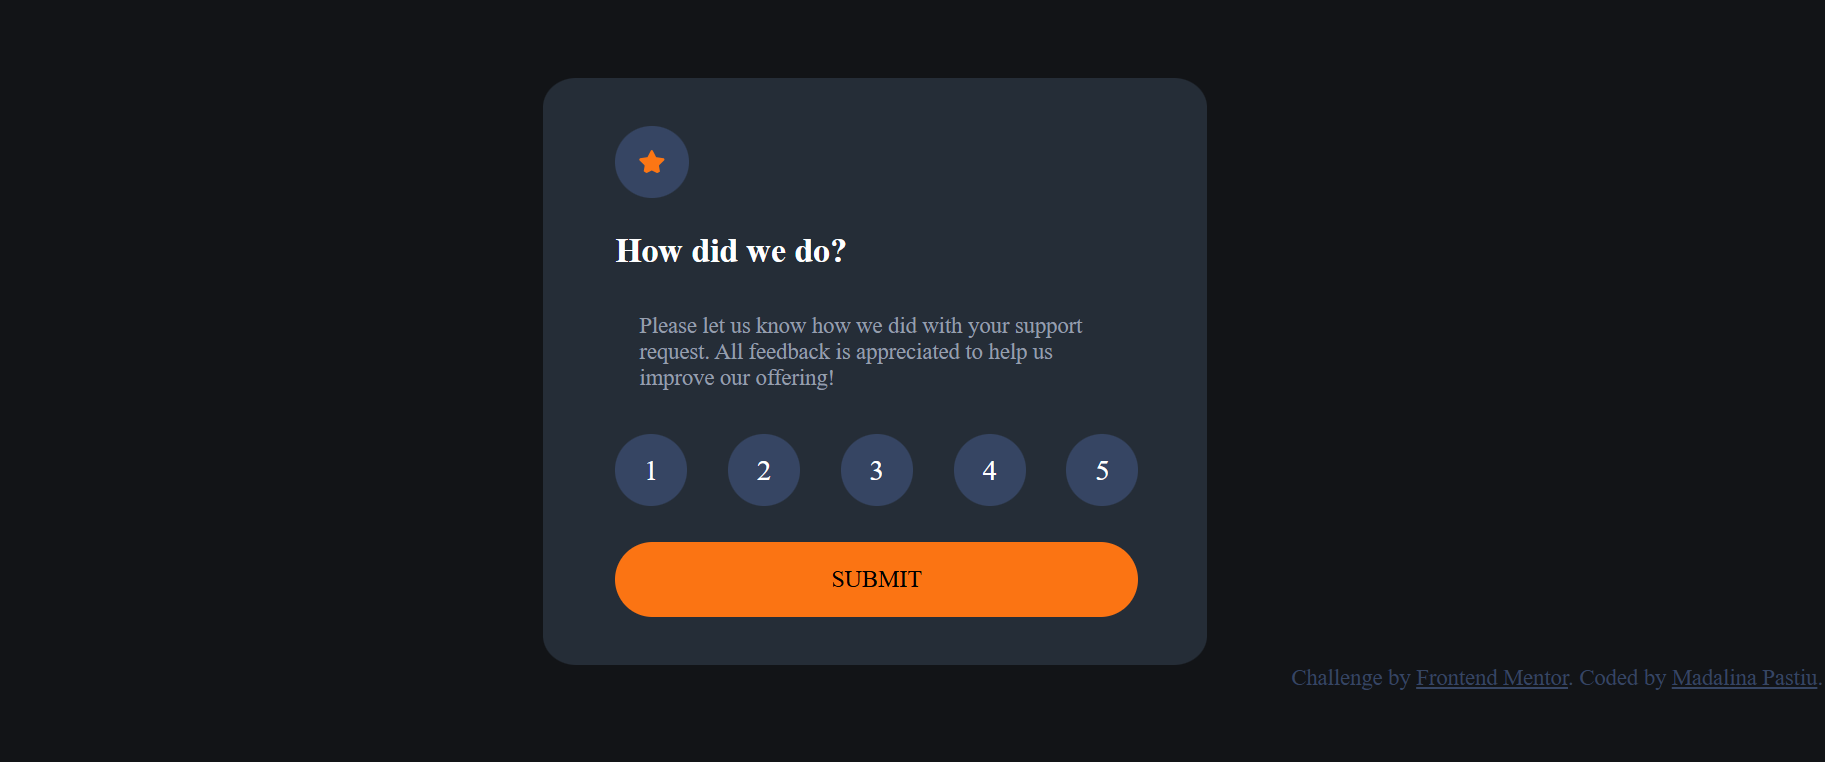 How did we do?
Please let us know how we did with your support
request. All feedback is appreciated to help us
improve our offering!
1 2 3 4 5
SUBMIT
Challenge by Frontend Mentor. Coded by Madalina Pastiu.